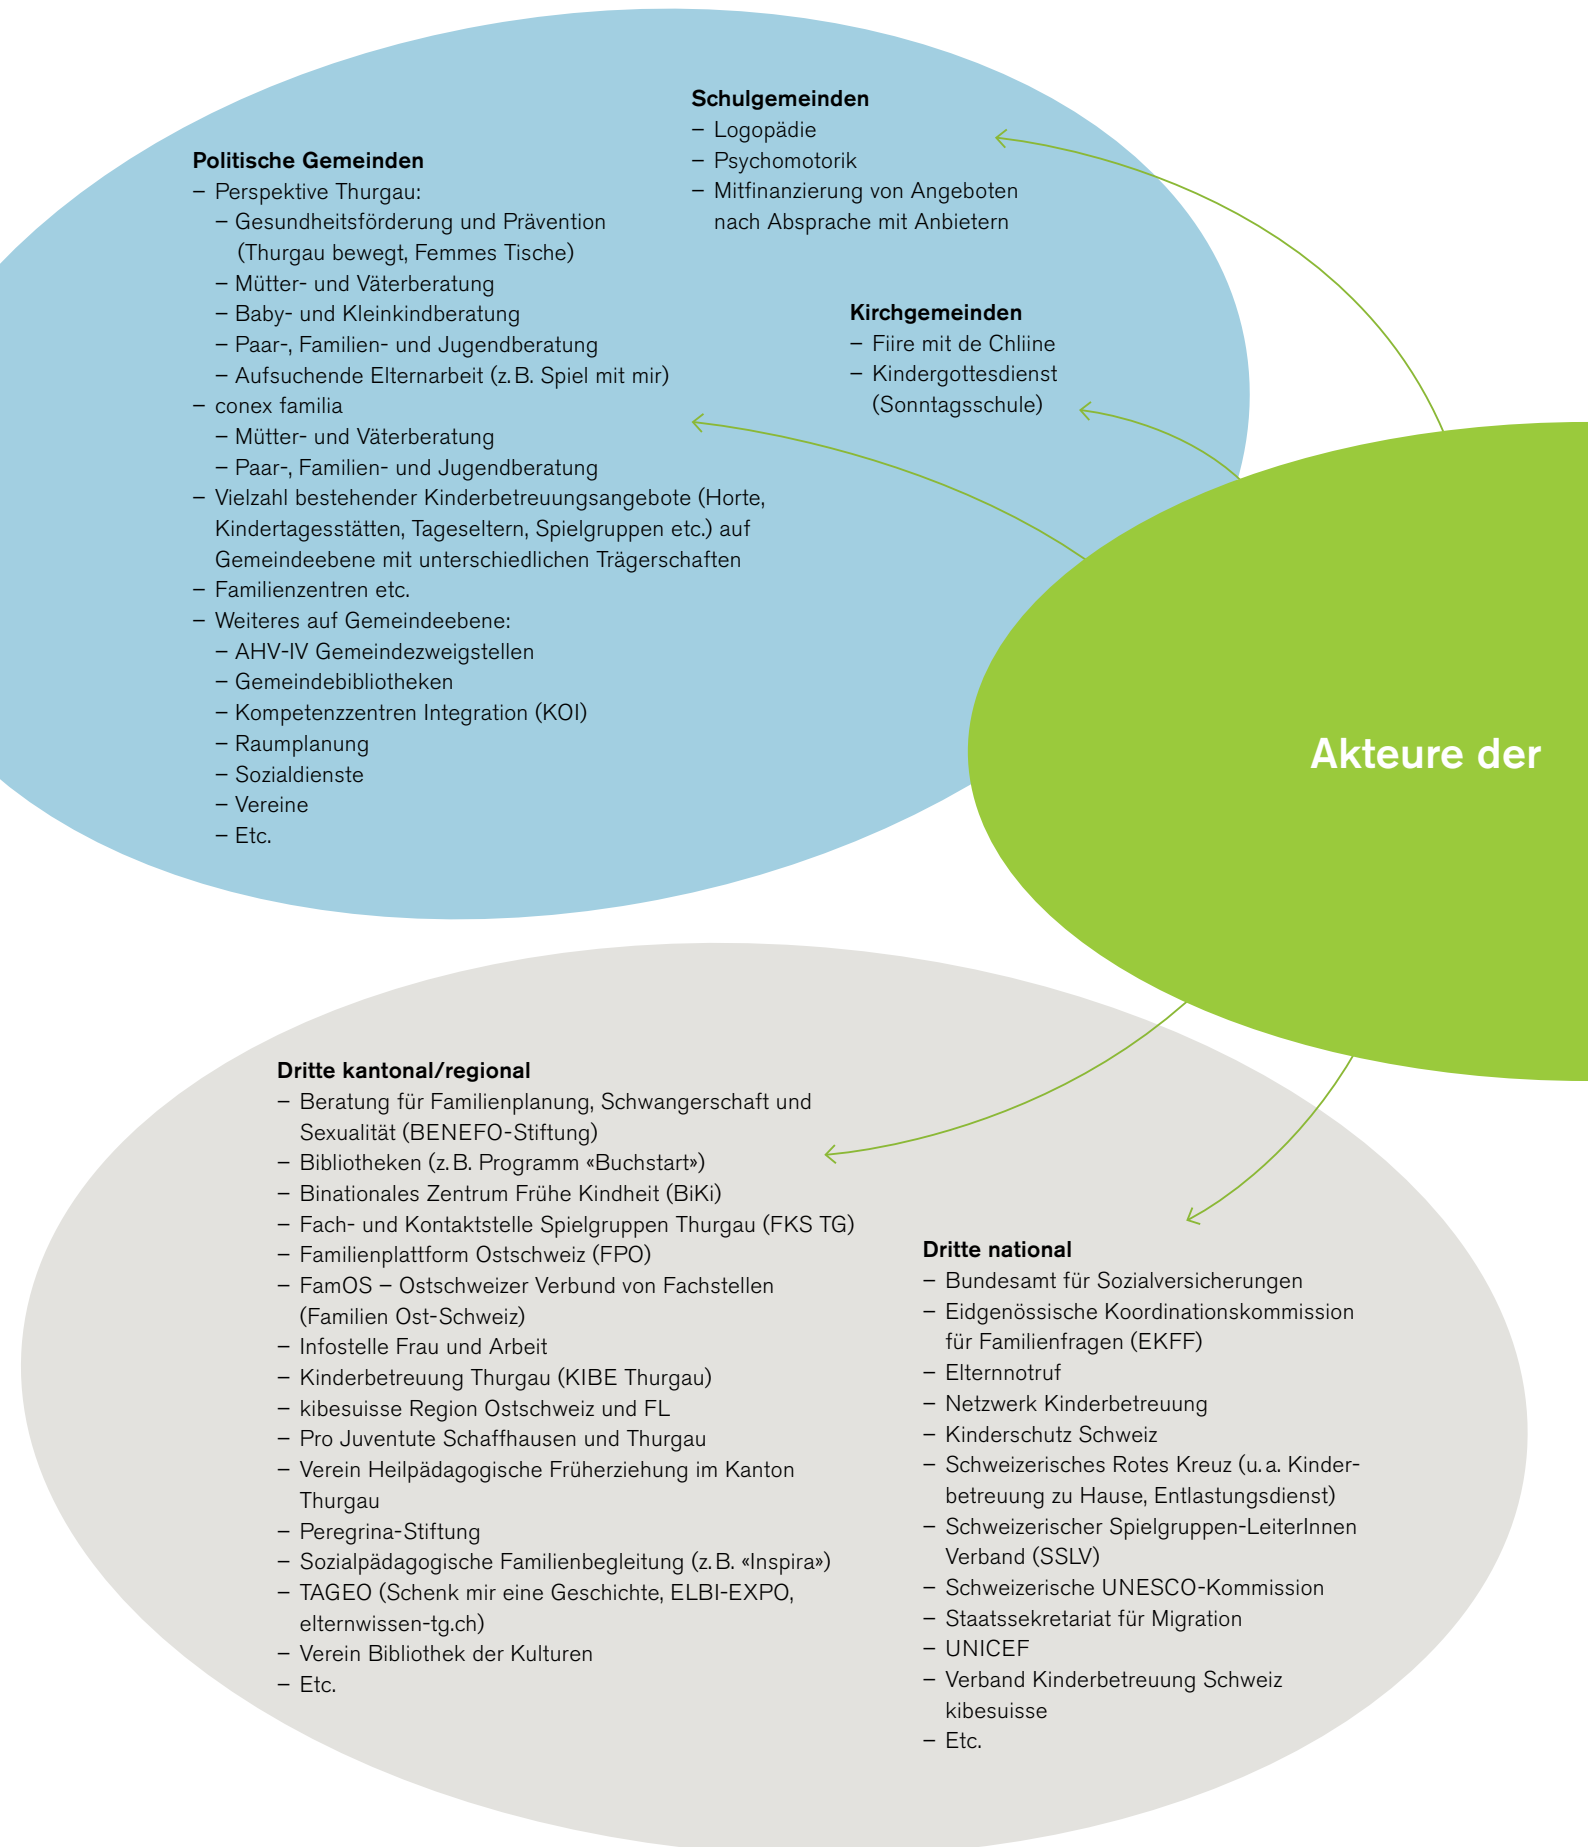 Schulgemeinden
– Logopädie
– Psychomotorik
– Mitfinanzierung von Angeboten
nach Absprache mit Anbietern
Politische Gemeinden
– Perspektive Thurgau:
– Gesundheitsförderung und Prävention
(Thurgau bewegt, Femmes Tische)
– Mütter- und Väterberatung
– Baby- und Kleinkindberatung
– Paar-, Familien- und Jugendberatung
– Aufsuchende Elternarbeit (z. B. Spiel mit mir)
– conex familia
– Mütter- und Väterberatung
– Paar-, Familien- und Jugendberatung
– Vielzahl bestehender Kinderbetreuungsangebote (Horte,
Kindertagesstätten, Tageseltern, Spielgruppen etc.) auf
Gemeindeebene mit unterschiedlichen Trägerschaften
– Familienzentren etc.
– Weiteres auf Gemeindeebene:
– AHV-IV Gemeindezweigstellen
– Gemeindebibliotheken
– Kompetenzzentren Integration (KOI)
– Raumplanung
– Sozialdienste
– Vereine
– Etc.
Kirchgemeinden
– Fiire mit de Chliine
– Kindergottesdienst
(Sonntagsschule)
Akteure der
Dritte kantonal/regional
– Beratung für Familienplanung, Schwangerschaft und
Sexualität (BENEFO-Stiftung)
– Bibliotheken (z. B. Programm «Buchstart»)
– Binationales Zentrum Frühe Kindheit (BiKi)
– Fach- und Kontaktstelle Spielgruppen Thurgau (FKS TG)
– Familienplattform Ostschweiz (FPO)
– FamOS – Ostschweizer Verbund von Fachstellen
(Familien Ost-Schweiz)
– Infostelle Frau und Arbeit
– Kinderbetreuung Thurgau (KIBE Thurgau)
– kibesuisse Region Ostschweiz und FL
– Pro Juventute Schaffhausen und Thurgau
– Verein Heilpädagogische Früherziehung im Kanton
Thurgau
– Peregrina-Stiftung
– Sozialpädagogische Familienbegleitung (z. B. «Inspira»)
– TAGEO (Schenk mir eine Geschichte, ELBI-EXPO,
elternwissen-tg.ch)
– Verein Bibliothek der Kulturen
– Etc.
Dritte national
– Bundesamt für Sozialversicherungen
– Eidgenössische Koordinationskommission
für Familienfragen (EKFF)
– Elternnotruf
– Netzwerk Kinderbetreuung
– Kinderschutz Schweiz
– Schweizerisches Rotes Kreuz (u. a. Kinder-
betreuung zu Hause, Entlastungsdienst)
– Schweizerischer Spielgruppen-LeiterInnen
Verband (SSLV)
– Schweizerische UNESCO-Kommission
– Staatssekretariat für Migration
– UNICEF
– Verband Kinderbetreuung Schweiz
kibesuisse
– Etc.